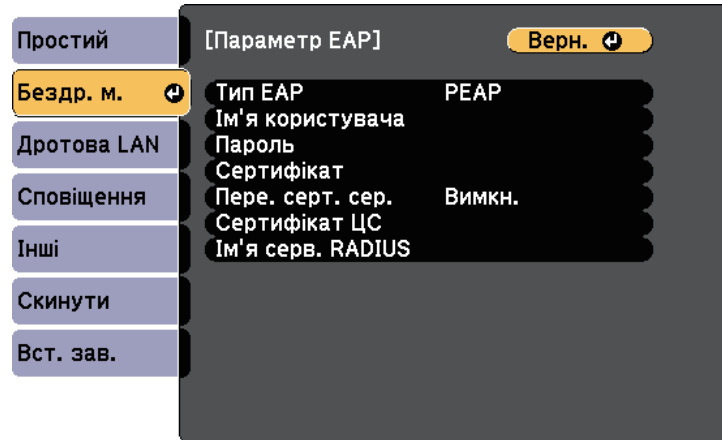 Простий
Бездр. м.
Дротова LAN
Сповіщення
Інші
Скинути
Вст. зав.
[Параметр EAP]
Верн.
Тип EAP PEAP
Ім'я користувача
Пароль
Сертифікат
Пере. серт. сер. Вимкн.
Сертифікат ЦС
Ім'я серв. RADIUS